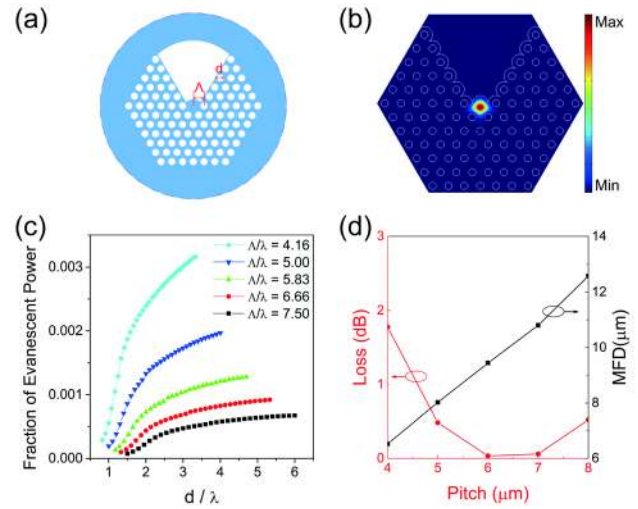 (a)
d
Λ
(b)
Max
Min
(c)
Fraction of Evanescent Power
0.003
0.002
0.001
0.000
Λ/λ = 4.16
Λ/λ = 5.00
Λ/λ = 5.83
Λ/λ = 6.66
Λ/λ = 7.50
1 2 3 4 5 6
d / λ
(d)
Loss (dB)
3
2
1
0
14
12
10
8
6
MFD(μm)
4 5 6 7 8
Pitch (μm)